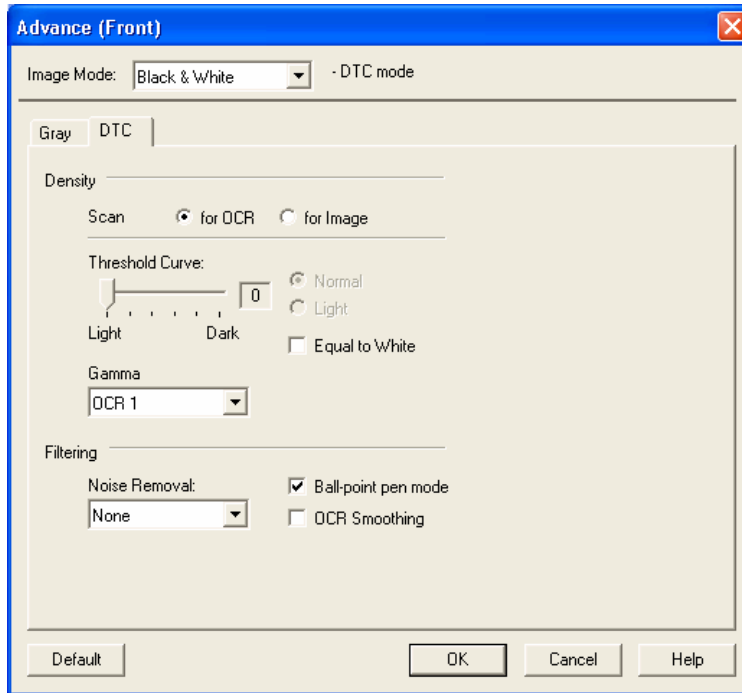 Advance (Front)
Image Mode: Black & White - DTC mode
Gray DTC
Density
Scan for OCR for Image
Threshold Curve:
0 Normal
Light
Light Dark
Equal to White
Gamma
OCR 1
Filtering
Noise Removal: Ball-point pen mode
None OCR Smoothing
Default OK Cancel Help